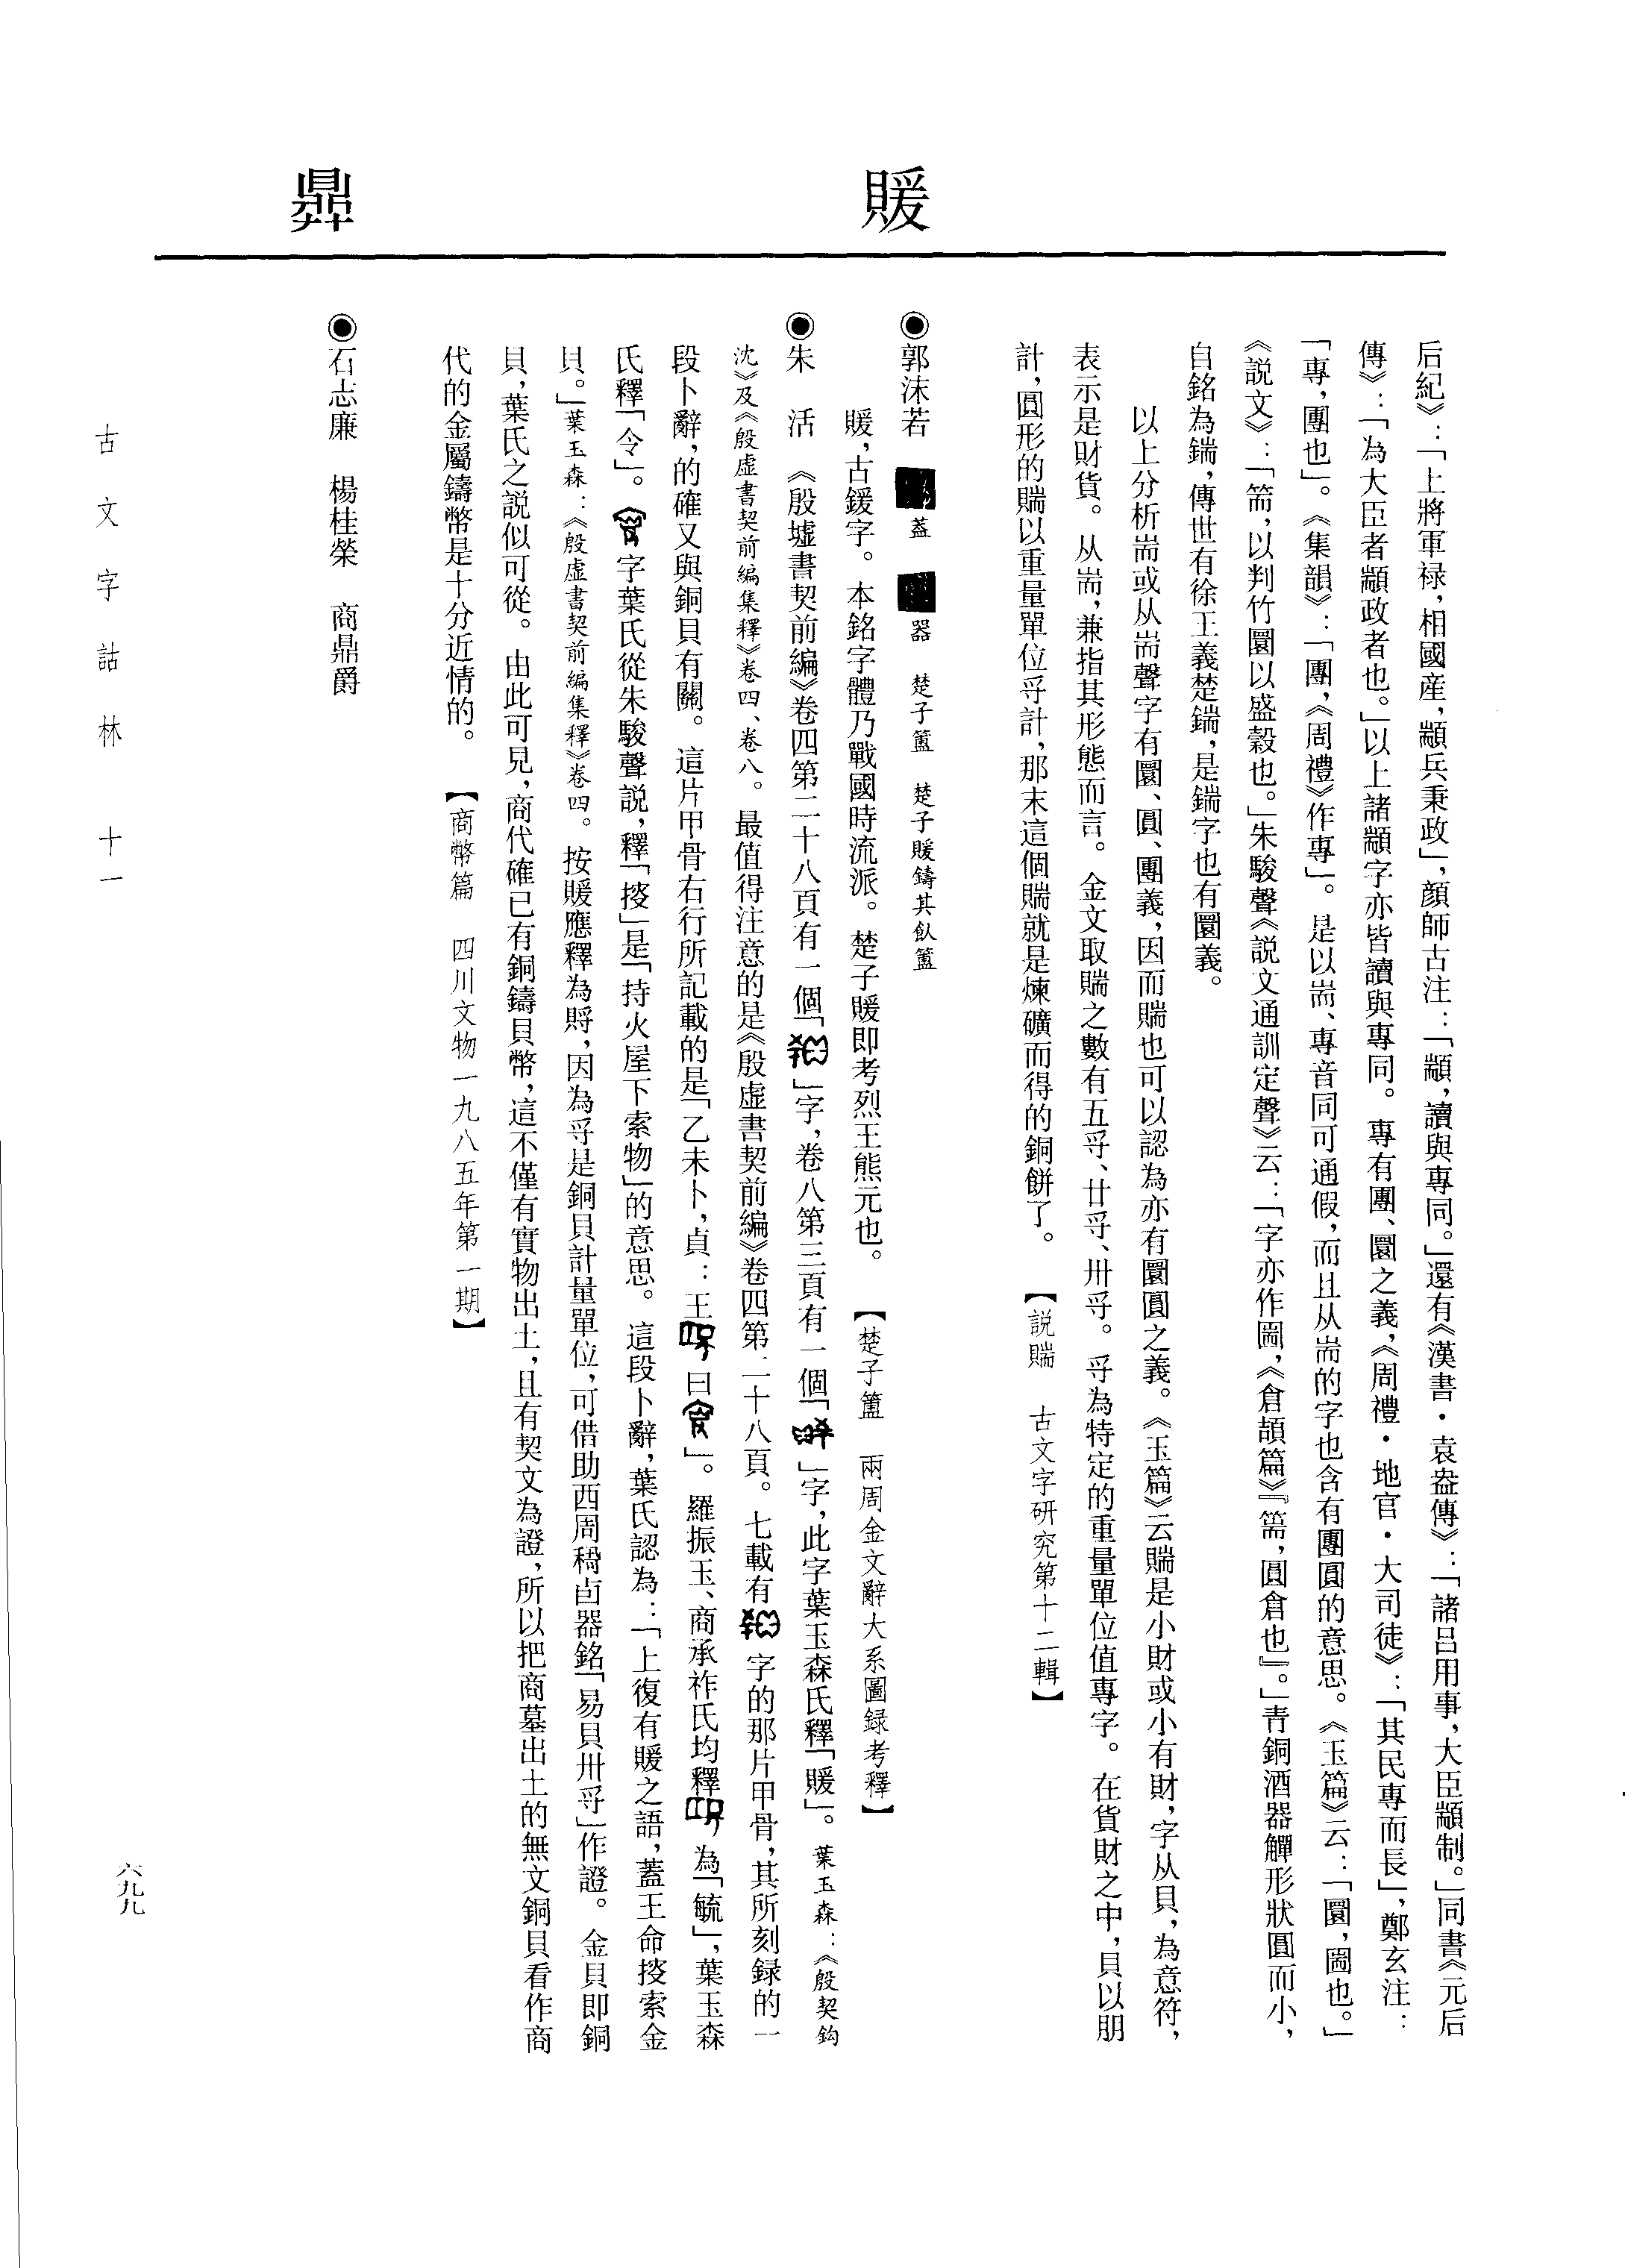 賹
后紀》：「上將軍禄，相國産，顓兵秉政」，顔師古注：「顓，讀與專同。」還有《漢書·袁盎傳》：「諸吕用事，大臣顓制。」同書《元后
傳》：「為大臣者顓政者也。」以上諸顓字亦皆讀與專同。專有團、圜之義，《周禮·地官·大司徒》：「其民專而長」，鄭玄注：
「專，團也」。《集韻》：「團，《周禮》作專」。是以耑、專音同可通假，而且从耑的字也含有團圓的意思。《玉篇》云：「圜，圌也。」
《説文》：「篅，以判竹圜以盛穀也。」朱駿聲《説文通訓定聲》云：「字亦作圌，《倉頡篇》『篅，圓倉也』。」青銅酒器觶形狀圓而小，
自銘為鍴，傳世有徐王義楚鍴，是鍴字也有圜義。
以上分析耑或从耑聲字有圜、圓、團義，因而貒也可以認為亦有圜圓之義。《玉篇》云是小財或小有財，字从貝，為意符，
表示是財貨。从耑，兼指其形態而言。金文取之數有五寽、廿寽、卅寽。寽為特定的重量單位值專字。在貨財之中，貝以朋
計，圓形的以重量單位寽計，那末這個就是煉礦而得的銅餅了。【説 古文字研究第十二輯】
◉郭沫若 蓋 器 楚子簠 楚子賹鑄其飤簠
賹，古鍰字。本銘字體乃戰國時流派。楚子即考烈王熊元也。【楚子簠 兩周金文辭大系圖録考釋】
◉朱 活 《殷墟書契前編》卷四第二十八頁有一個「」字，卷八第三頁有一個「」字，此字葉玉森氏釋「」。葉玉森：《殷契鈎
沈》及《殷虚書契前編集釋》卷四、卷八。最值得注意的是《殷虚書契前編》卷四第二十八頁。七載有字的那片甲骨，其所刻録的一
段卜辭，的確又與銅貝有關。這片甲骨右行所記載的是「乙未卜，貞：王，曰」。羅振玉、商承祚氏均釋為「毓」，葉玉森
氏釋「令」。字葉氏從朱駿聲説，釋「」是「持火屋下索物」的意思。這段卜辭，葉氏認為：「上復有之語，蓋王命索金
貝。」葉玉森：《殷虚書契前編集釋》卷四。按應釋為，因為寽是銅貝計量單位，可借助西周卣器銘「易貝卅寽」作證。金貝即銅
貝，葉氏之説似可從。由此可見，商代確已有銅鑄貝幣，這不僅有實物出土，且有契文為證，所以把商墓出土的無文銅貝看作商
代的金屬鑄幣是十分近情的。【商幣篇 四川文物一九八五年第一期】
◉石志廉 楊桂榮 商鼎爵
古文字詁林 十一
六九九